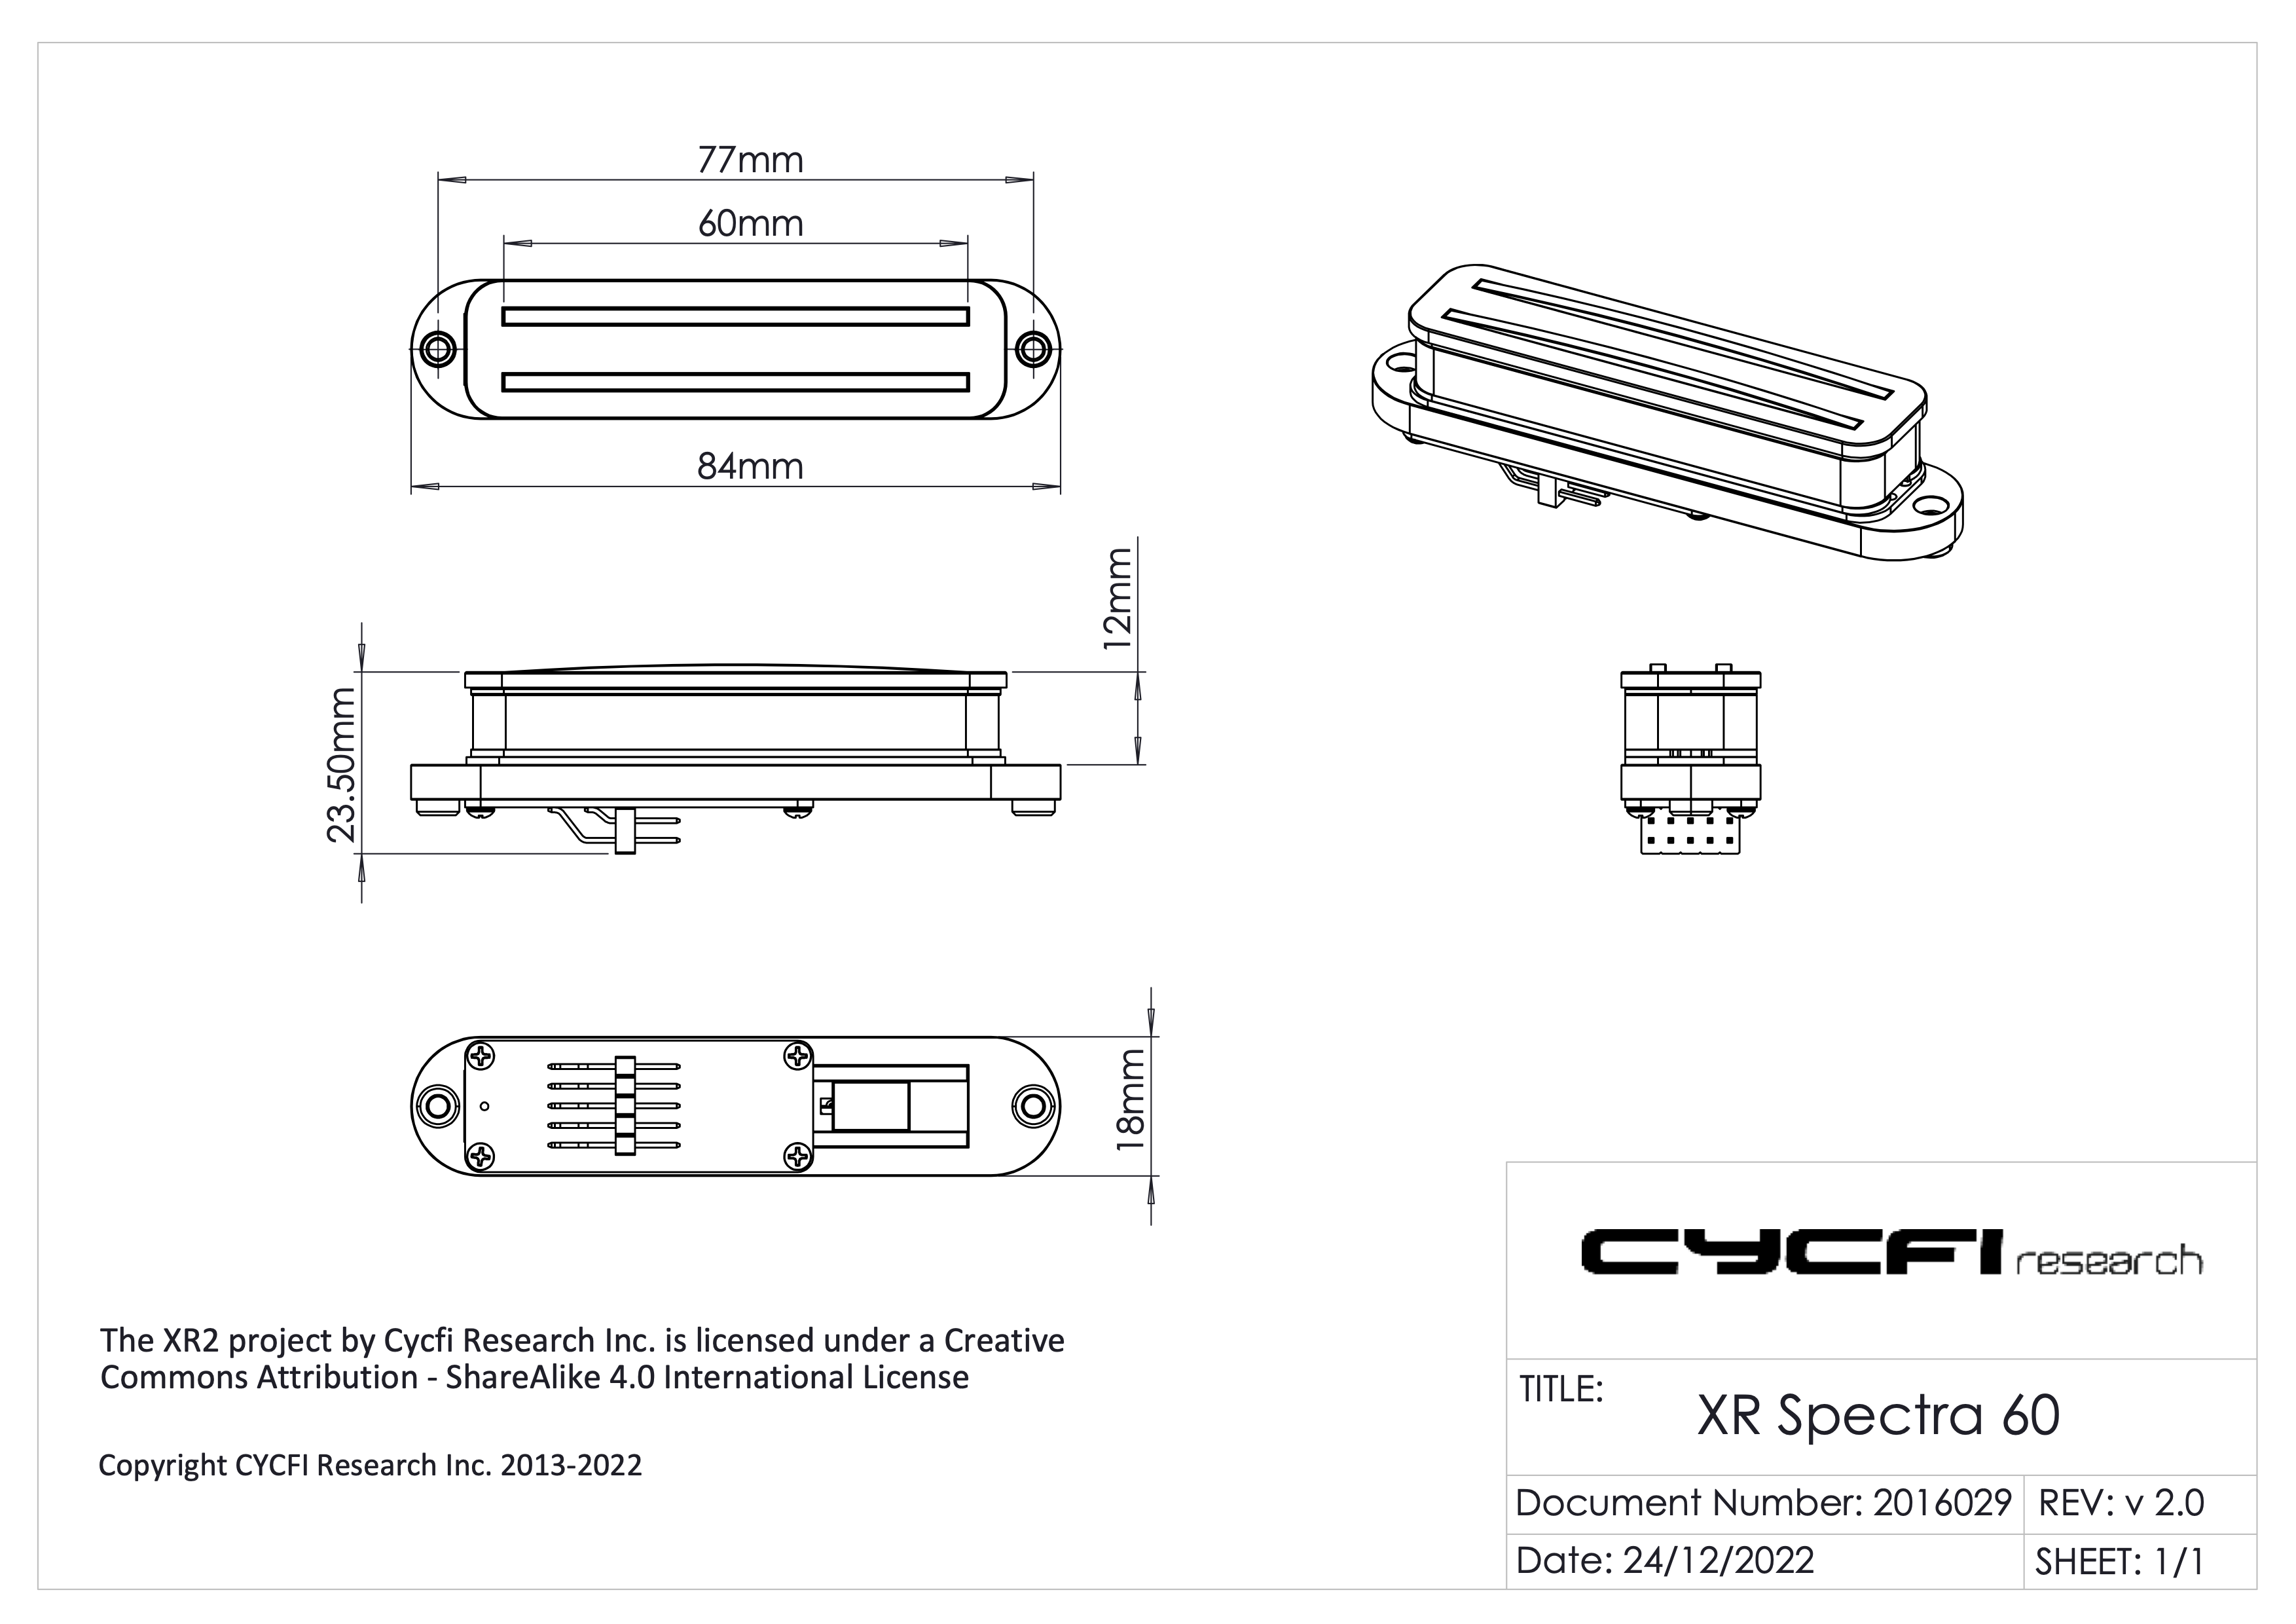 77mm
60mm
84mm
12mm
23.50mm
18mm
CYCFI research
The XR2 project by Cycfi Research Inc. is licensed under a Creative
Commons Attribution - ShareAlike 4.0 International License
Copyright CYCFI Research Inc. 2013-2022
TITLE: XR Spectra 60
Document Number: 2016029 REV: v 2.0
Date: 24/12/2022 SHEET: 1/1